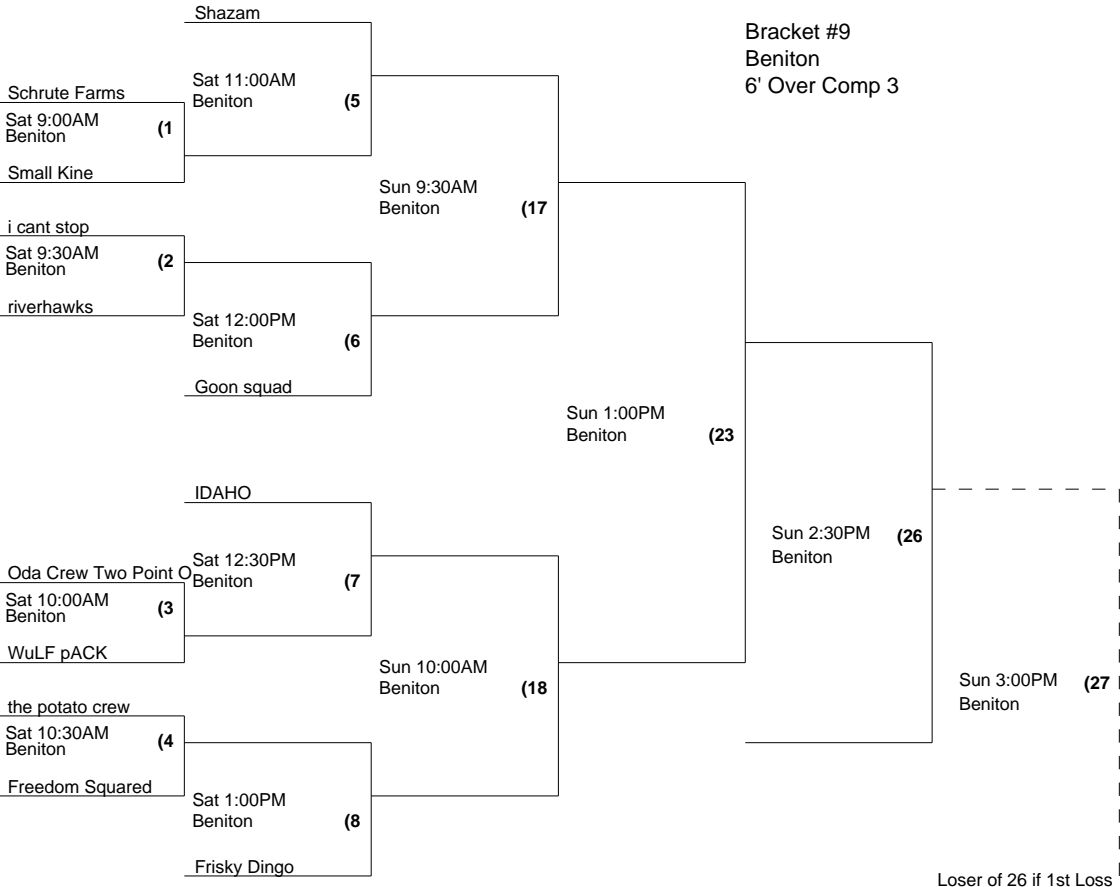 Shazam
Bracket #9
Beniton
6' Over Comp 3
Sat 11:00AM
Beniton (5
Schrute Farms
Sat 9:00AM
Beniton (1
Small Kine
Sun 9:30AM
Beniton (17
i cant stop
Sat 9:30AM
Beniton (2
riverhawks
Sat 12:00PM
Beniton (6
Goon squad
Sun 1:00PM
Beniton (23
IDAHO
Sat 12:30PM
Beniton (7
Oda Crew Two Point O
Sat 10:00AM
Beniton (3
WuLF pACK
Sun 2:30PM
Beniton (26
Sun 10:00AM
Beniton (18
Sun 3:00PM
Beniton (27
the potato crew
Sat 10:30AM
Beniton (4
Freedom Squared
Sat 1:00PM
Beniton (8
Frisky Dingo
Loser of 26 if 1st Loss